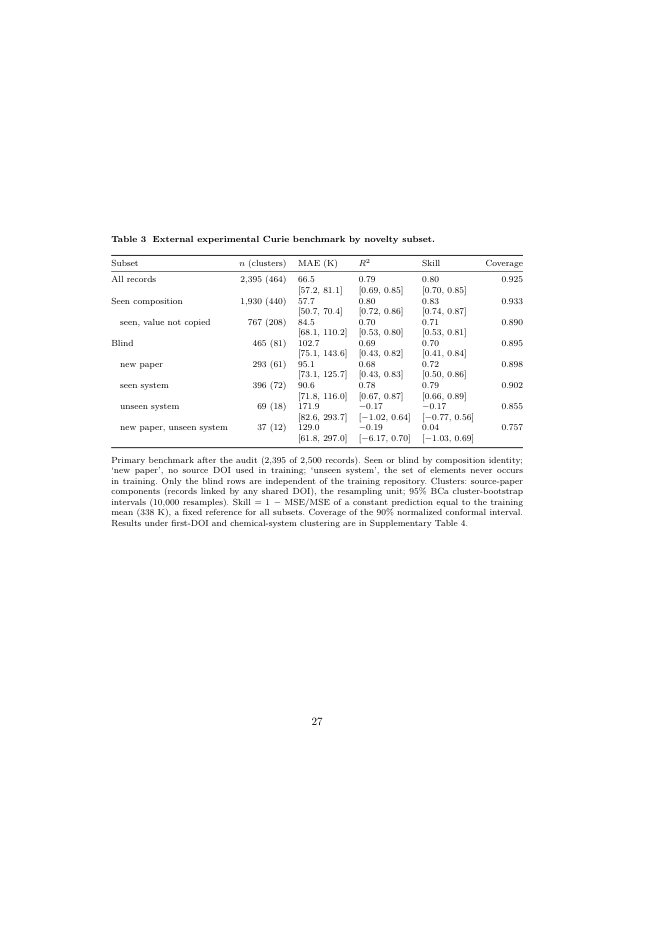 Table 3 External experimental Curie benchmark by novelty subset.
Subset n (clusters) MAE (K) R² Skill Coverage
All records 2,395 (464) 66.5 0.79 0.80 0.925
[57.2, 81.1] [0.69, 0.85] [0.70, 0.85]
Seen composition 1,930 (440) 57.7 0.80 0.83 0.933
[50.7, 70.4] [0.72, 0.86] [0.74, 0.87]
seen, value not copied 767 (208) 84.5 0.70 0.71 0.890
[68.1, 110.2] [0.53, 0.80] [0.53, 0.81]
Blind 465 (81) 102.7 0.69 0.70 0.895
[75.1, 143.6] [0.43, 0.82] [0.41, 0.84]
new paper 293 (61) 95.1 0.68 0.72 0.898
[73.1, 125.7] [0.43, 0.83] [0.50, 0.86]
seen system 396 (72) 90.6 0.78 0.79 0.902
[71.8, 116.0] [0.67, 0.87] [0.66, 0.89]
unseen system 69 (18) 171.9 −0.17 −0.17 0.855
[82.6, 293.7] [−1.02, 0.64] [−0.77, 0.56]
new paper, unseen system 37 (12) 129.0 −0.19 0.04 0.757
[61.8, 297.0] [−6.17, 0.70] [−1.03, 0.69]
Primary benchmark after the audit (2,395 of 2,500 records). Seen or blind by composition identity;
‘new paper’, no source DOI used in training; ‘unseen system’, the set of elements never occurs
in training. Only the blind rows are independent of the training repository. Clusters: source-paper
components (records linked by any shared DOI), the resampling unit; 95% BCa cluster-bootstrap
intervals (10,000 resamples). Skill = 1 − MSE/MSE of a constant prediction equal to the training
mean (338 K), a fixed reference for all subsets. Coverage of the 90% normalized conformal interval.
Results under first-DOI and chemical-system clustering are in Supplementary Table 4.
27